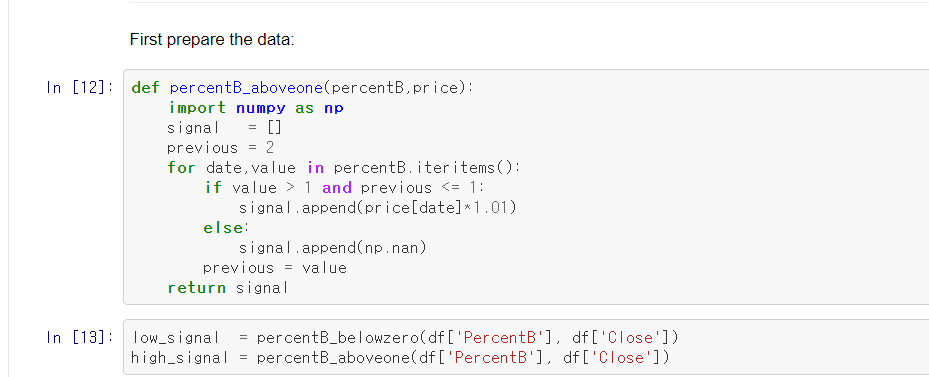 First prepare the data:
In [12]:
def percentB_aboveone(percentB,price):
    import numpy as np
    signal   = []
    previous = 2
    for date,value in percentB.iteritems():
        if value > 1 and previous <= 1:
            signal.append(price[date]*1.01)
        else:
            signal.append(np.nan)
        previous = value
    return signal
In [13]:
low_signal  = percentB_belowzero(df['PercentB'], df['Close'])
high_signal = percentB_aboveone(df['PercentB'], df['Close'])